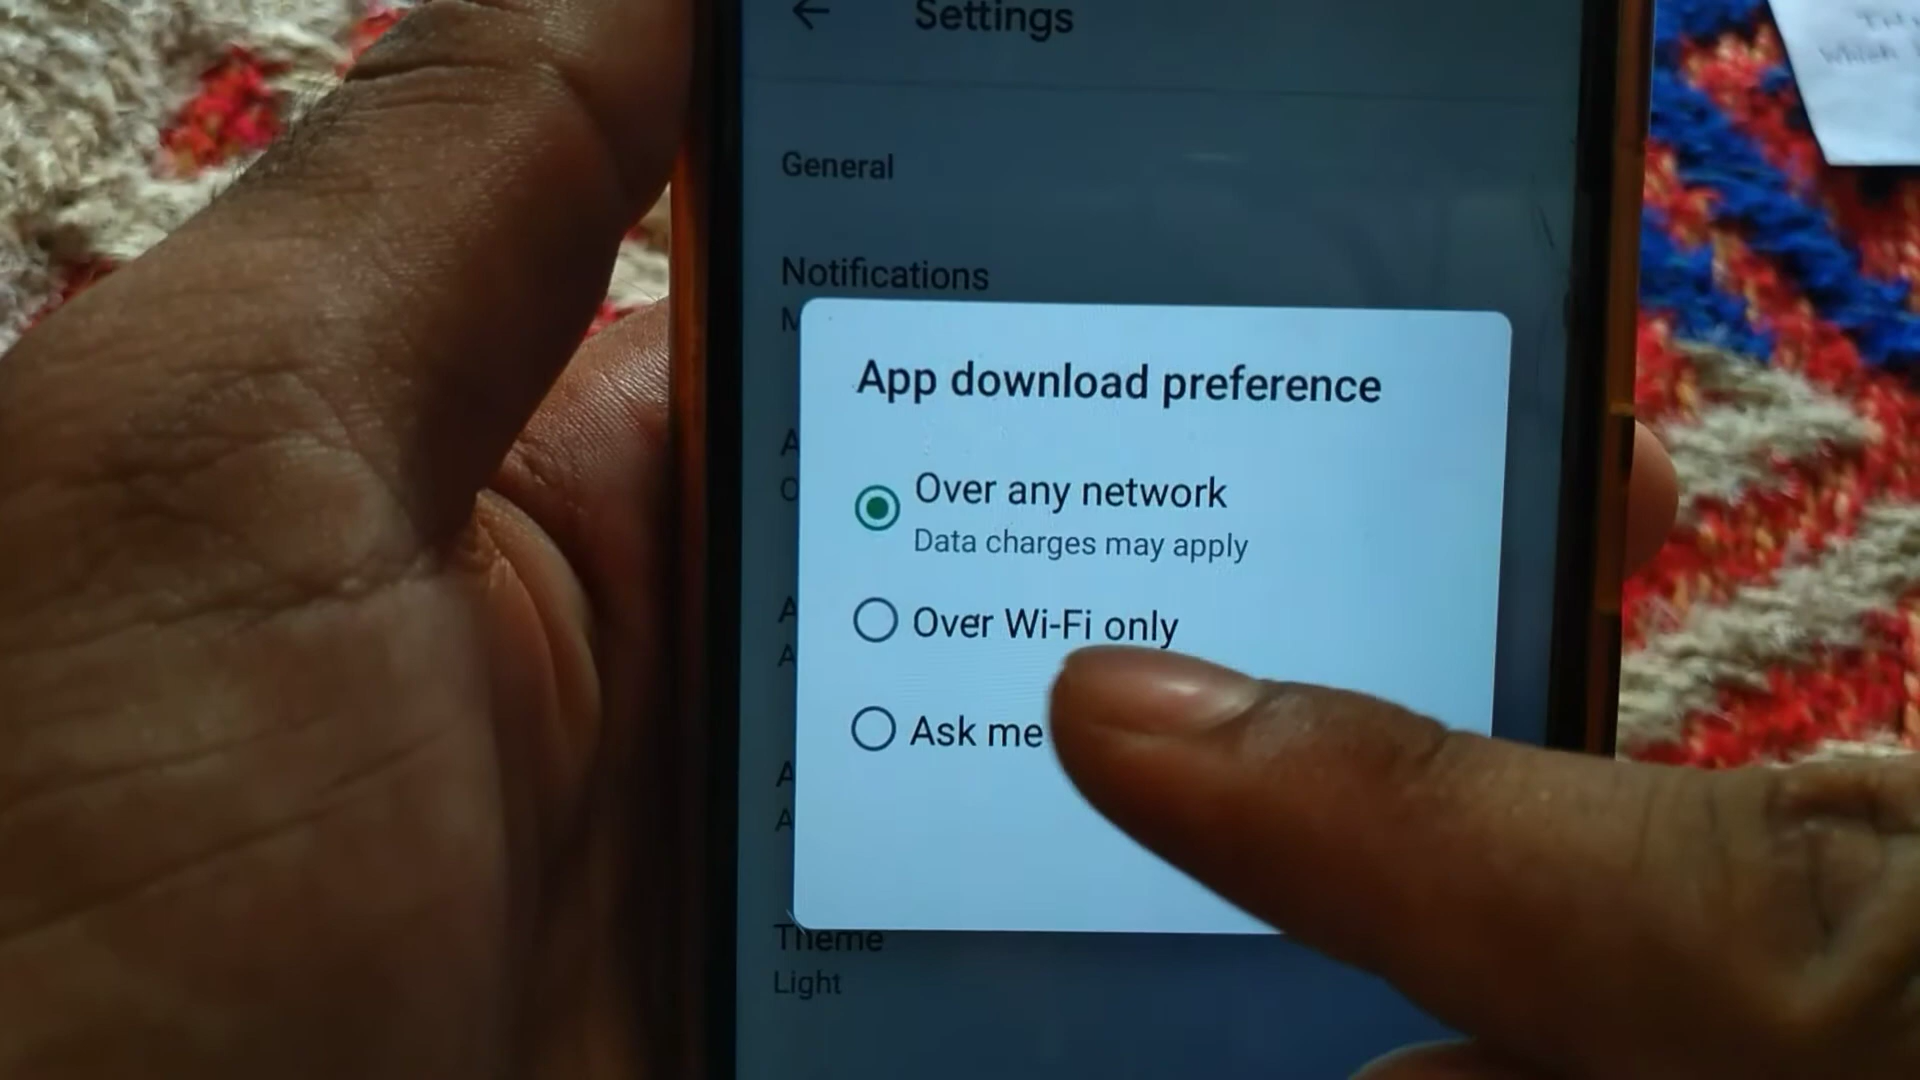 Settings
General
Notifications
App download preference
Over any network
Data charges may apply
Over Wi-Fi only
Ask me
Theme
Light
which